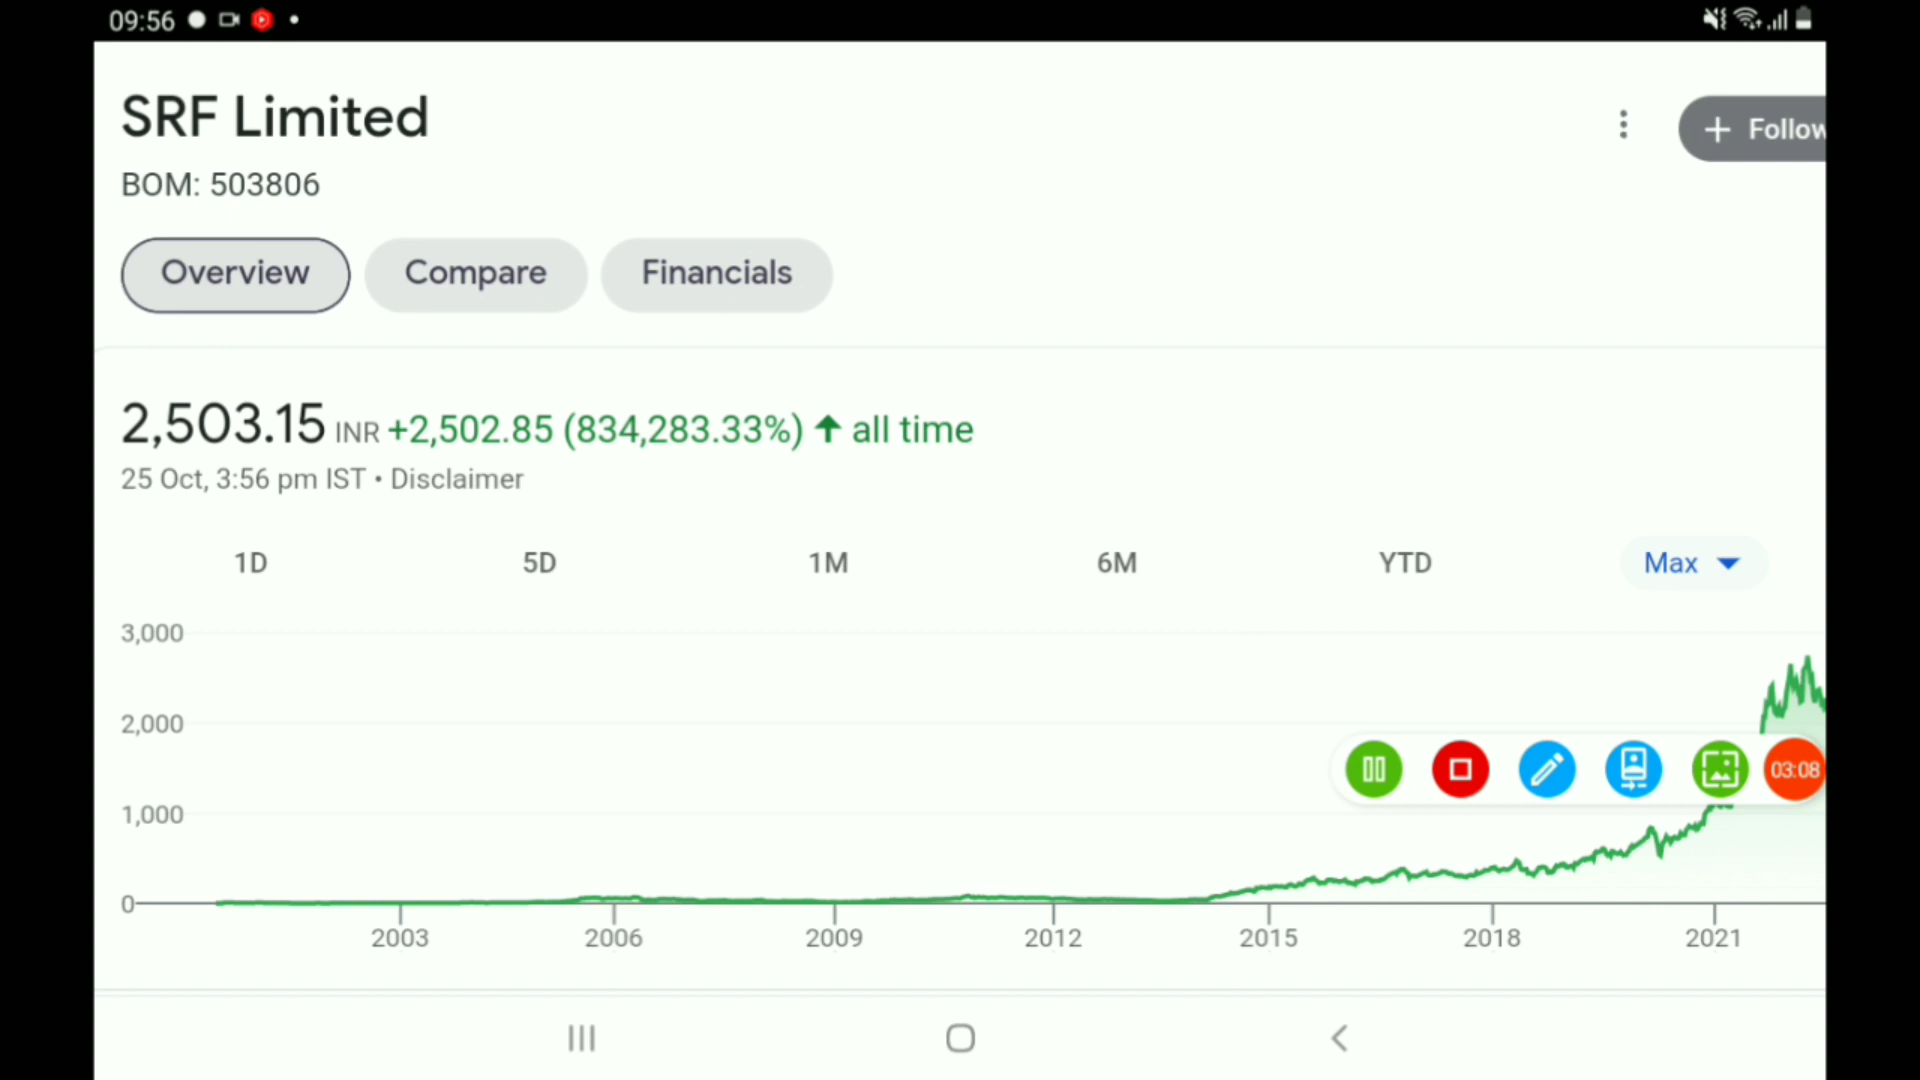 09:56
SRF Limited
+ Follow
BOM: 503806
Overview
Compare
Financials
2,503.15 INR +2,502.85 (834,283.33%) ↑ all time
25 Oct, 3:56 pm IST • Disclaimer
1D 5D 1M 6M YTD Max
3,000
2,000
03:08
1,000
0
2003 2006 2009 2012 2015 2018 2021